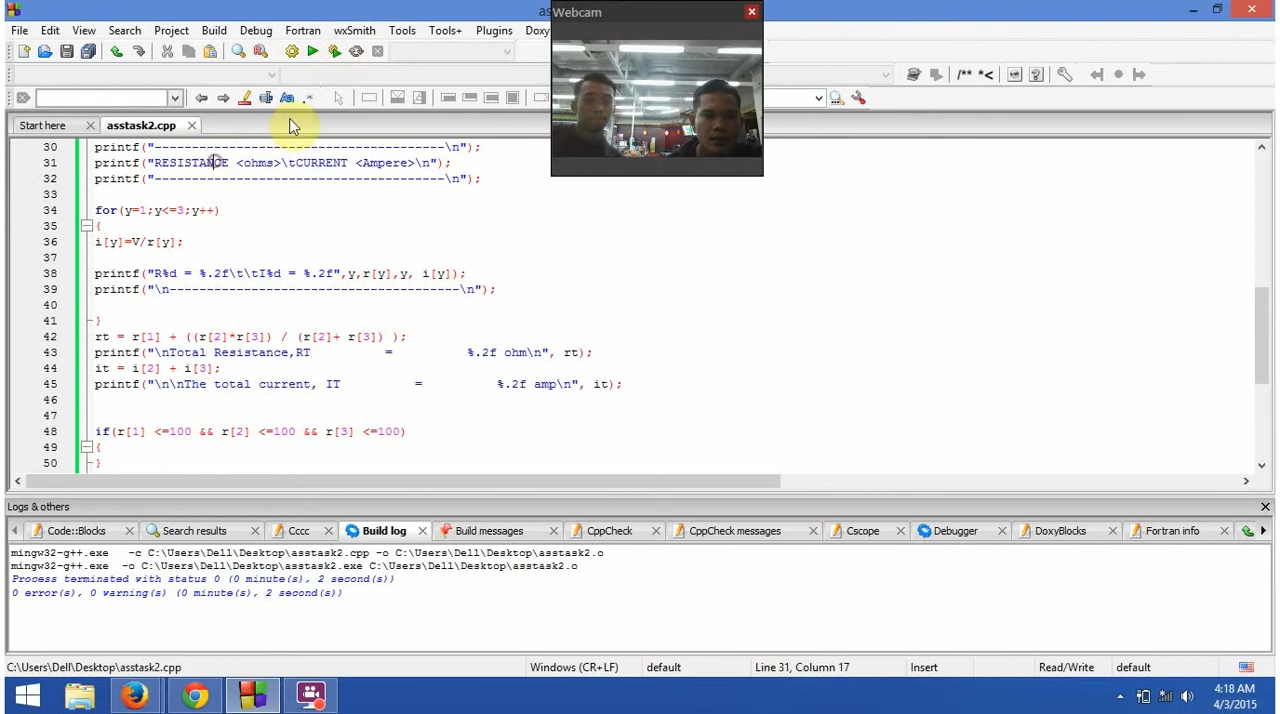 as
Webcam
File Edit View Search Project Build Debug Fortran wxSmith Tools Tools+ Plugins Doxy
/** *<
Start here asstask2.cpp
30 printf("---------------------------------------\n");
31 printf("RESISTANCE <ohms>\tCURRENT <Ampere>\n");
32 printf("---------------------------------------\n");
33
34 for(y=1;y<=3;y++)
35 {
36 i[y]=V/r[y];
37
38 printf("R%d = %.2f\t\tI%d = %.2f",y,r[y],y, i[y]);
39 printf("\n---------------------------------------\n");
40
41 }
42 rt = r[1] + ((r[2]*r[3]) / (r[2]+ r[3]) );
43 printf("\nTotal Resistance,RT          =          %.2f ohm\n", rt);
44 it = i[2] + i[3];
45 printf("\n\nThe total current, IT          =          %.2f amp\n", it);
46
47
48 if(r[1] <=100 && r[2] <=100 && r[3] <=100)
49 {
50 }
Logs & others
Code::Blocks Search results Cccc Build log Build messages CppCheck CppCheck messages Cscope Debugger DoxyBlocks Fortran info
mingw32-g++.exe -c C:\Users\Dell\Desktop\asstask2.cpp -o C:\Users\Dell\Desktop\asstask2.o
mingw32-g++.exe -o C:\Users\Dell\Desktop\asstask2.exe C:\Users\Dell\Desktop\asstask2.o
Process terminated with status 0 (0 minute(s), 2 second(s))
0 error(s), 0 warning(s) (0 minute(s), 2 second(s))
C:\Users\Dell\Desktop\asstask2.cpp Windows (CR+LF) default Line 31, Column 17 Insert Read/Write default
4:18 AM
4/3/2015